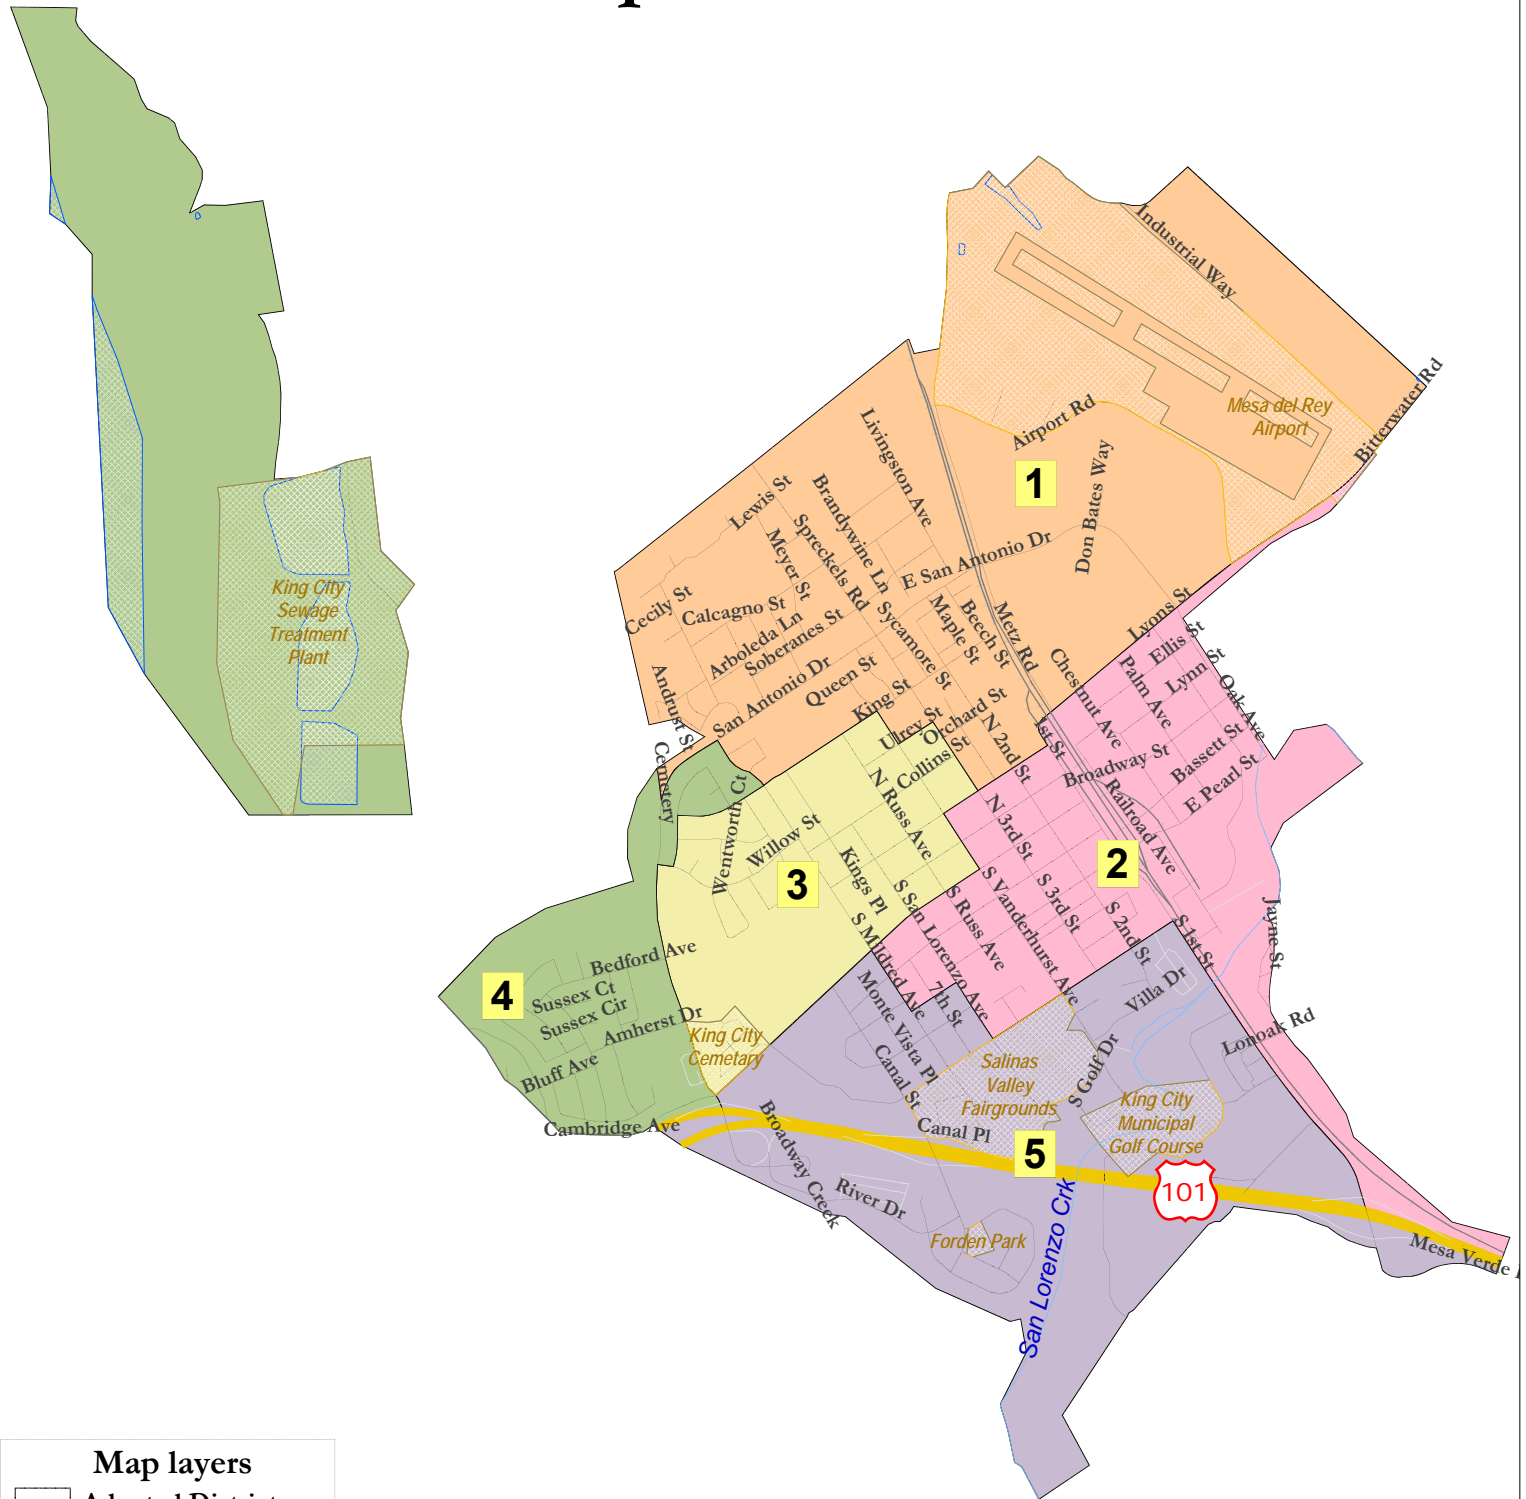 Industrial Way
Bitterwater Rd
Mesa del Rey
Airport
Airport Rd
Livingston Ave
1
Don Bates Way
Lewis St
Brandywine Ln
Spreckels Rd
Meyer St
E San Antonio Dr
Cecily St
Calcagno St
Arboleda Ln
Soberanes St
Sycamore St
Maple St
Beech St
Metz Rd
Lyons St
Ellis St
Lynn St
Oak Ave
Palm Ave
Chestnut Ave
Andrust St
San Antonio Dr
Queen St
King St
Ulrey St
Orchard St
Collins St
N 2nd St
1st St
Broadway St
Bassett St
E Pearl St
Railroad Ave
King City
Sewage
Treatment
Plant
Cemetery
Wentworth Ct
Willow St
N Russ Ave
Kings Pl
3
N 3rd St
2
S Vanderhurst Ave
S 3rd St
S 2nd St
S 1st St
Jayne St
S San Lorenzo Ave
S Russ Ave
S Mildred Ave
7th St
Monte Vista Pl
Canal St
Villa Dr
Lonoak Rd
S Golf Dr
4
Bedford Ave
Sussex Ct
Sussex Cir
Amherst Dr
Bluff Ave
Cambridge Ave
King City
Cemetary
Salinas
Valley
Fairgrounds
King City
Municipal
Golf Course
Canal Pl
5
101
Broadway Creek
River Dr
Forden Park
San Lorenzo Crk
Mesa Verde
Map layers
Adopted District